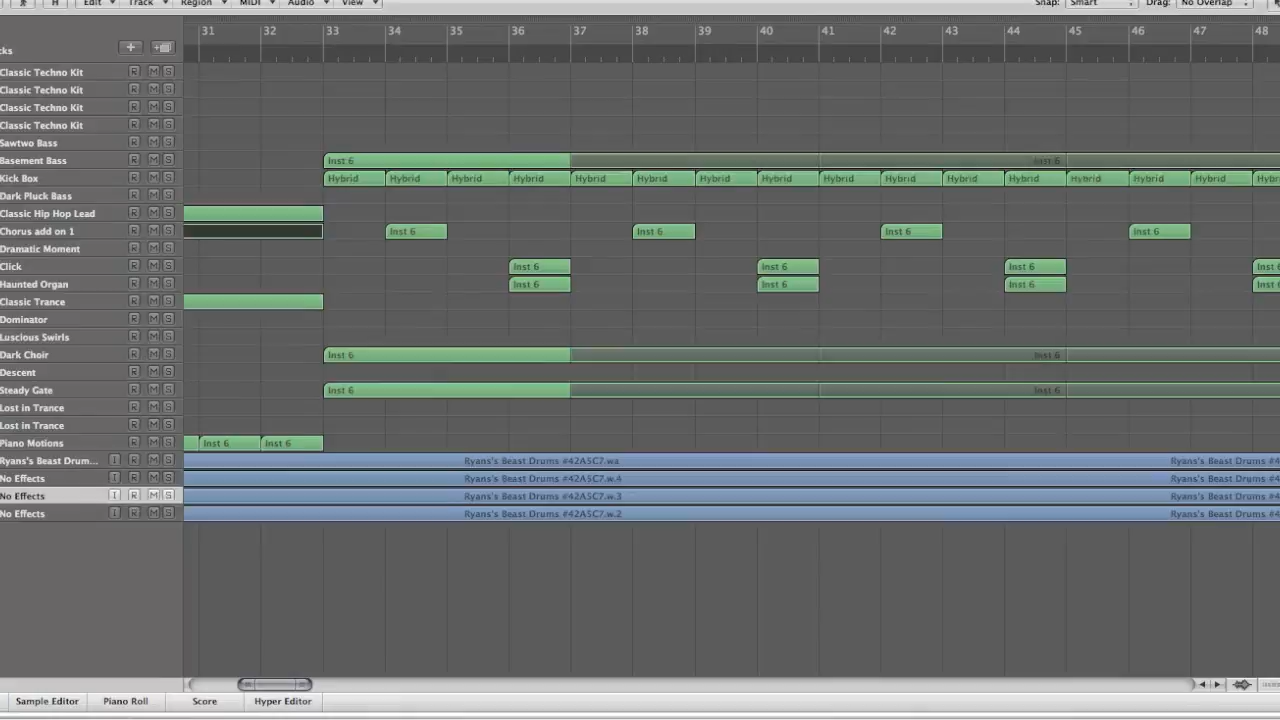 Edit Track Region MIDI Audio View Snap: Smart Drag: No Overlap
31 32 33 34 35 36 37 38 39 40 41 42 43 44 45 46 47 48
cks
Classic Techno Kit R M S
Classic Techno Kit R M S
Classic Techno Kit R M S
Classic Techno Kit R M S
Sawtwo Bass R M S
Basement Bass R M S Inst 6 Inst 6
Kick Box R M S Hybrid Hybrid Hybrid Hybrid Hybrid Hybrid Hybrid Hybrid Hybrid Hybrid Hybrid Hybrid Hybrid Hybrid Hybrid Hybr
Dark Pluck Bass R M S
Classic Hip Hop Lead R M S
Chorus add on 1 R M S Inst 6 Inst 6 Inst 6 Inst 6
Dramatic Moment R M S
Click R M S Inst 6 Inst 6 Inst 6 Inst 6
Haunted Organ R M S Inst 6 Inst 6 Inst 6 Inst 6
Classic Trance R M S
Dominator R M S
Luscious Swirls R M S
Dark Choir R M S Inst 6 Inst 6
Descent R M S
Steady Gate R M S Inst 6 Inst 6
Lost in Trance R M S
Lost in Trance R M S
Piano Motions R M S Inst 6 Inst 6
Ryans's Beast Drum... I R M S Ryans's Beast Drums #42A5C7.wa Ryans's Beast Drums #4
No Effects I R M S Ryans's Beast Drums #42A5C7.w.4 Ryans's Beast Drums #4
No Effects I R M S Ryans's Beast Drums #42A5C7.w.3 Ryans's Beast Drums #4
No Effects I R M S Ryans's Beast Drums #42A5C7.w.2 Ryans's Beast Drums #4
Sample Editor Piano Roll Score Hyper Editor